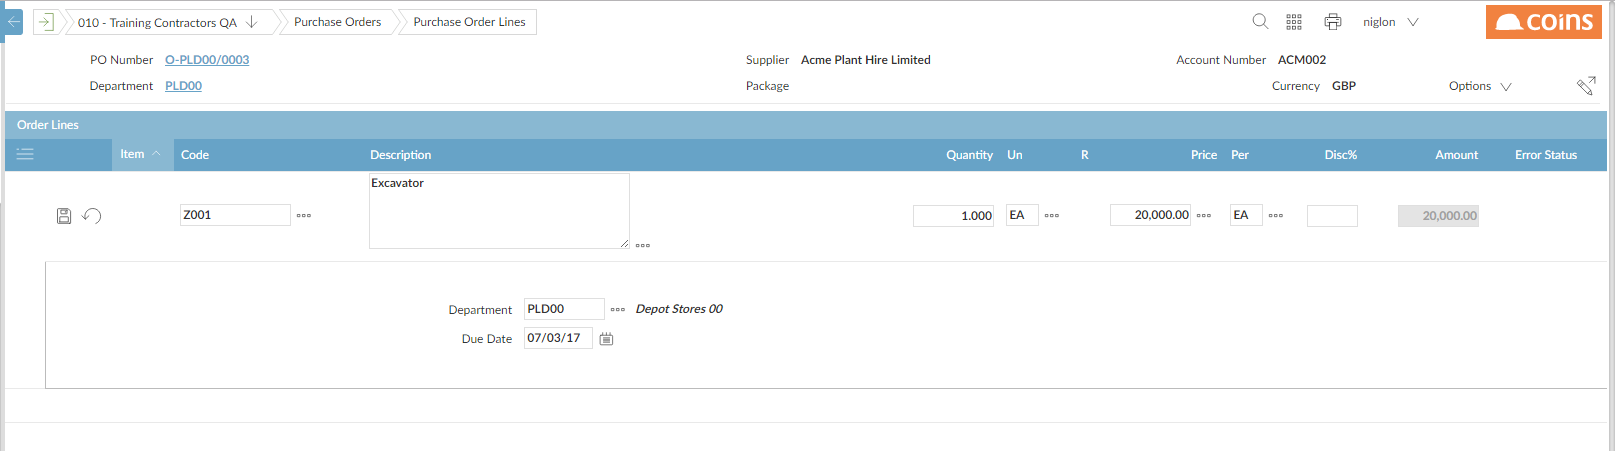 010 - Training Contractors QA Purchase Orders Purchase Order Lines niglon coins
PO Number O-PLD00/0003 Supplier Acme Plant Hire Limited Account Number ACM002
Department PLD00 Package Currency GBP Options
Order Lines
Item Code Description Quantity Un R Price Per Disc% Amount Error Status
Excavator
Z001 1.000 EA 20,000.00 EA 20,000.00
Department PLD00 Depot Stores 00
Due Date 07/03/17